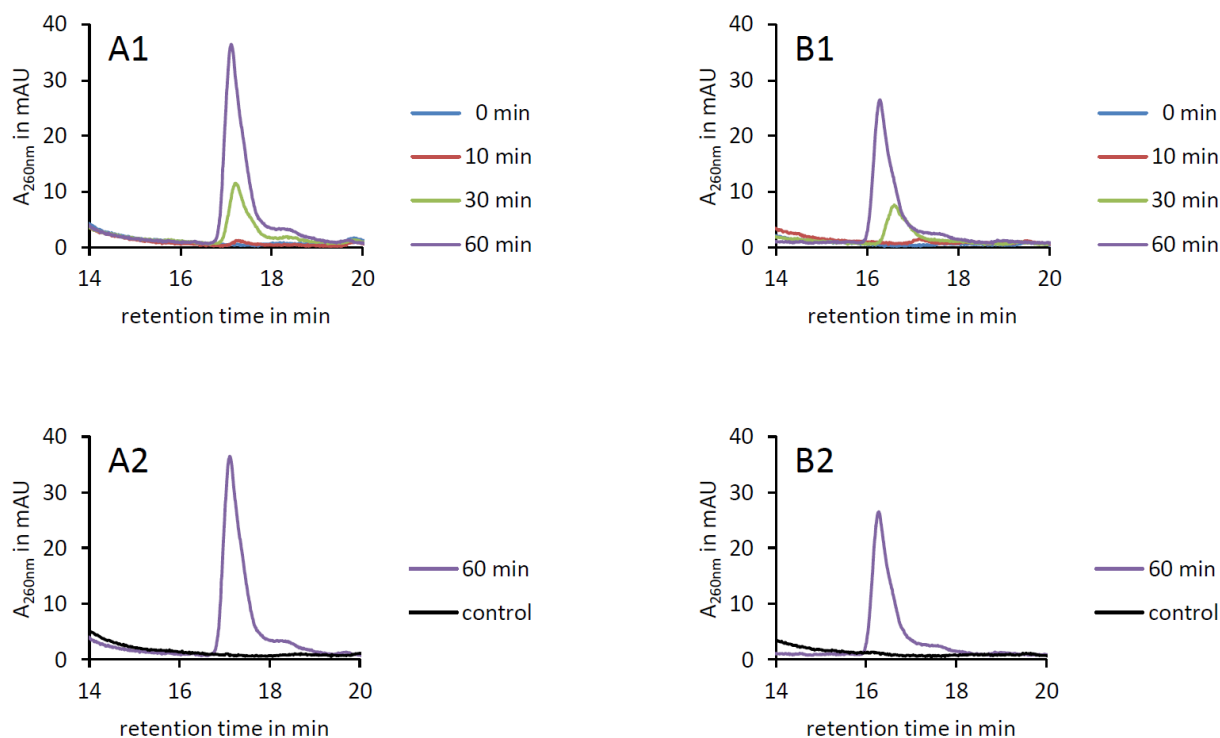 A1
A260nm in mAU
40
30
20
10
0
14 16 18 20
retention time in min
0 min
10 min
30 min
60 min
B1
A260nm in mAU
40
30
20
10
0
14 16 18 20
retention time in min
0 min
10 min
30 min
60 min
A2
A260nm in mAU
40
30
20
10
0
14 16 18 20
retention time in min
60 min
control
B2
A260nm in mAU
40
30
20
10
0
14 16 18 20
retention time in min
60 min
control